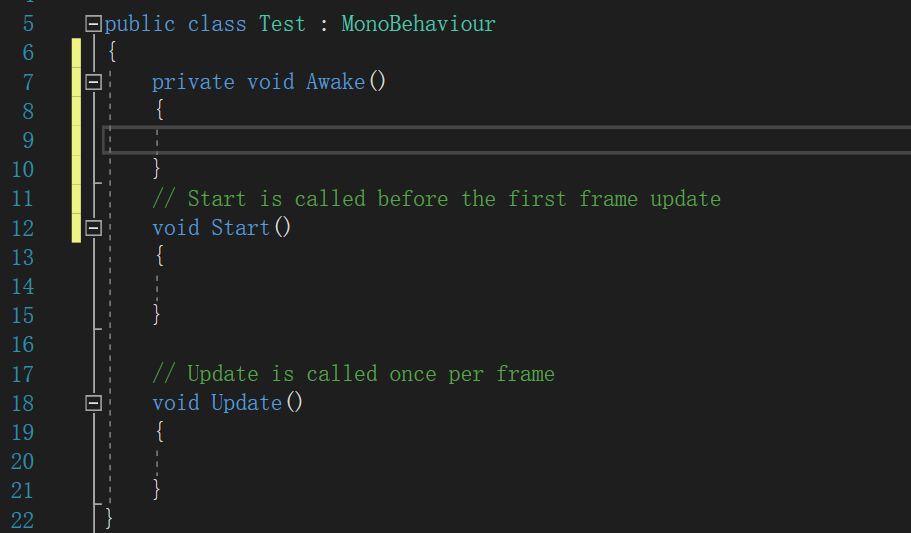 5 public class Test : MonoBehaviour
6 {
7 private void Awake()
8 {
9
10 }
11 // Start is called before the first frame update
12 void Start()
13 {
14
15 }
16
17 // Update is called once per frame
18 void Update()
19 {
20
21 }
22 }